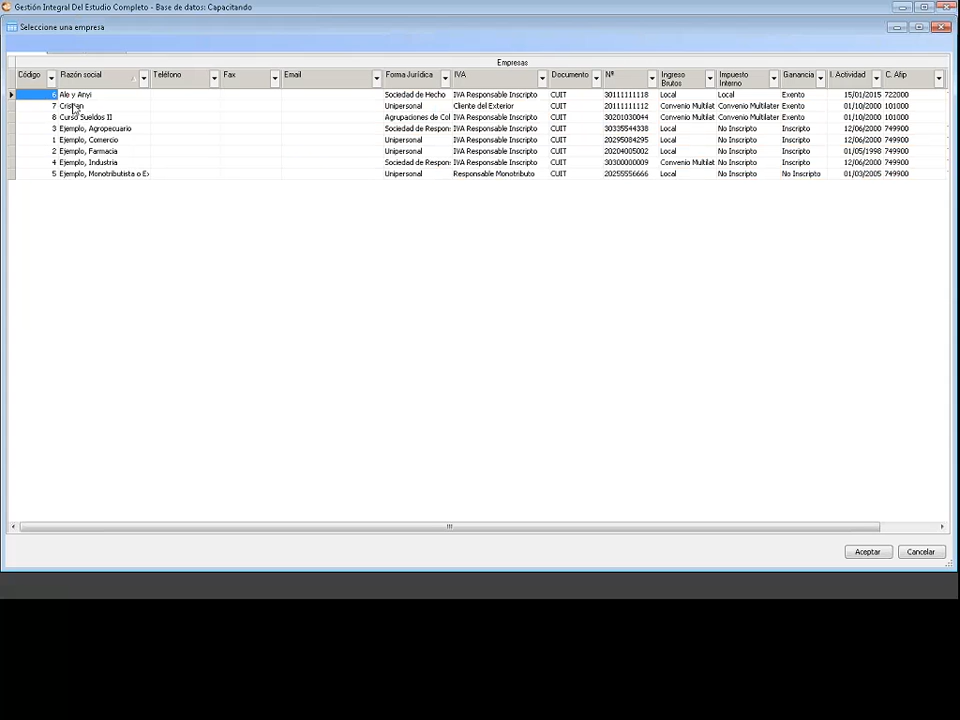 Gestión Integral Del Estudio Completo - Base de datos: Capacitando
Seleccione una empresa
Empresas
Código Razón social Teléfono Fax Email Forma Jurídica IVA Documento Nº Ingreso Brutos Impuesto Interno Ganancia I. Actividad C. Afip
6 Ale y Anyi Sociedad de Hecho IVA Responsable Inscripto CUIT 30111111118 Local Local Exento 15/01/2015 722000
7 Cristian Unipersonal Cliente del Exterior CUIT 20111111112 Convenio Multilat Convenio Multilater Exento 01/10/2000 101000
8 Curso Sueldos II Agrupaciones de Col IVA Responsable Inscripto CUIT 30201030044 Convenio Multilat Convenio Multilater Exento 01/10/2000 101000
3 Ejemplo, Agropecuario Sociedad de Respon IVA Responsable Inscripto CUIT 30335544338 Local No Inscripto Inscripto 12/06/2000 749900
1 Ejemplo, Comercio Unipersonal IVA Responsable Inscripto CUIT 20295084295 Local No Inscripto Inscripto 12/06/2000 749900
2 Ejemplo, Farmacia Unipersonal IVA Responsable Inscripto CUIT 20204005002 Local No Inscripto Inscripto 01/05/1998 749900
4 Ejemplo, Industria Sociedad de Respon IVA Responsable Inscripto CUIT 30300000009 Convenio Multilat No Inscripto Inscripto 12/06/2000 749900
5 Ejemplo, Monotributista o Ex Unipersonal Responsable Monotributo CUIT 20255556666 Local No Inscripto No Inscripto 01/03/2005 749900
Aceptar Cancelar